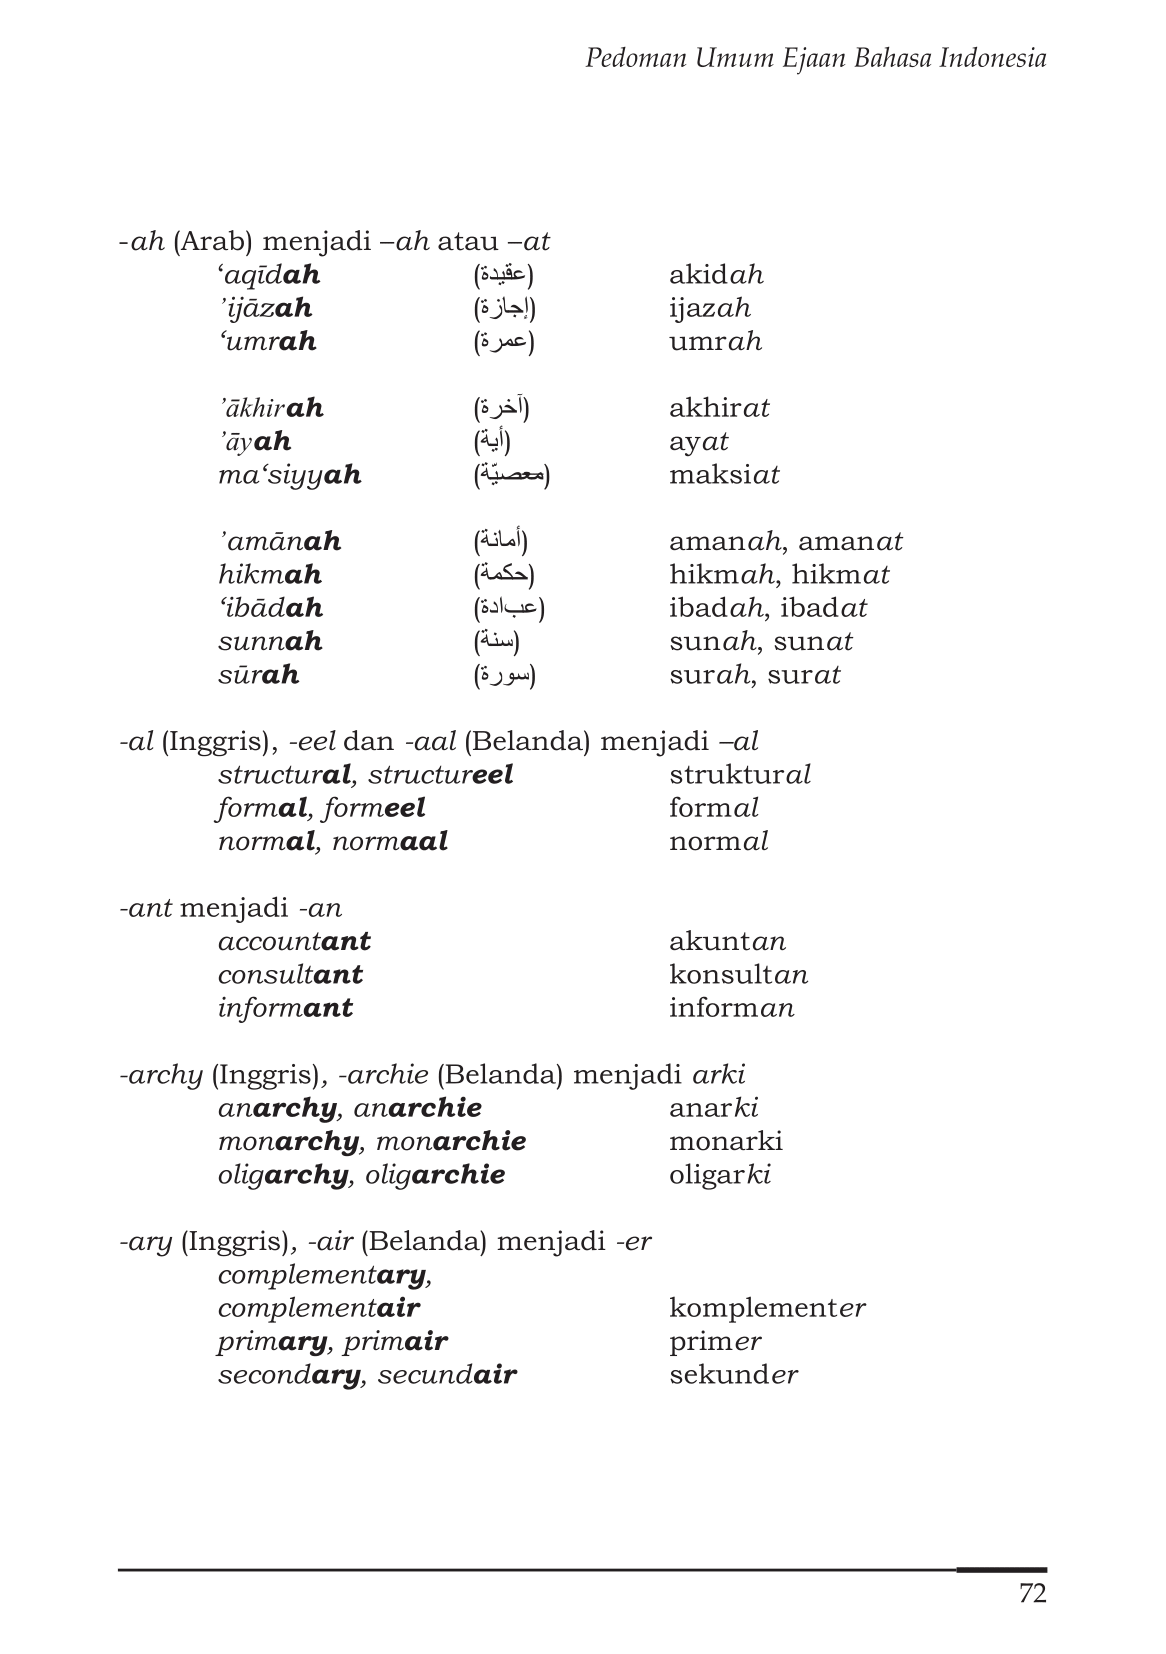 Pedoman Umum Ejaan Bahasa Indonesia
-ah (Arab) menjadi –ah atau –at
‘aqīdah (عقيدة) akidah
’ijāzah (إجازة) ijazah
‘umrah (عمرة) umrah
’ākhirah (آخرة) akhirat
’āyah (أية) ayat
ma‘siyyah (معصيّة) maksiat
’amānah (أمانة) amanah, amanat
hikmah (حكمة) hikmah, hikmat
‘ibādah (عبادة) ibadah, ibadat
sunnah (سنة) sunah, sunat
sūrah (سورة) surah, surat
-al (Inggris), -eel dan -aal (Belanda) menjadi –al
structural, structureel struktural
formal, formeel formal
normal, normaal normal
-ant menjadi -an
accountant akuntan
consultant konsultan
informant informan
-archy (Inggris), -archie (Belanda) menjadi arki
anarchy, anarchie anarki
monarchy, monarchie monarki
oligarchy, oligarchie oligarki
-ary (Inggris), -air (Belanda) menjadi -er
complementary,
complementair komplementer
primary, primair primer
secondary, secundair sekunder
72